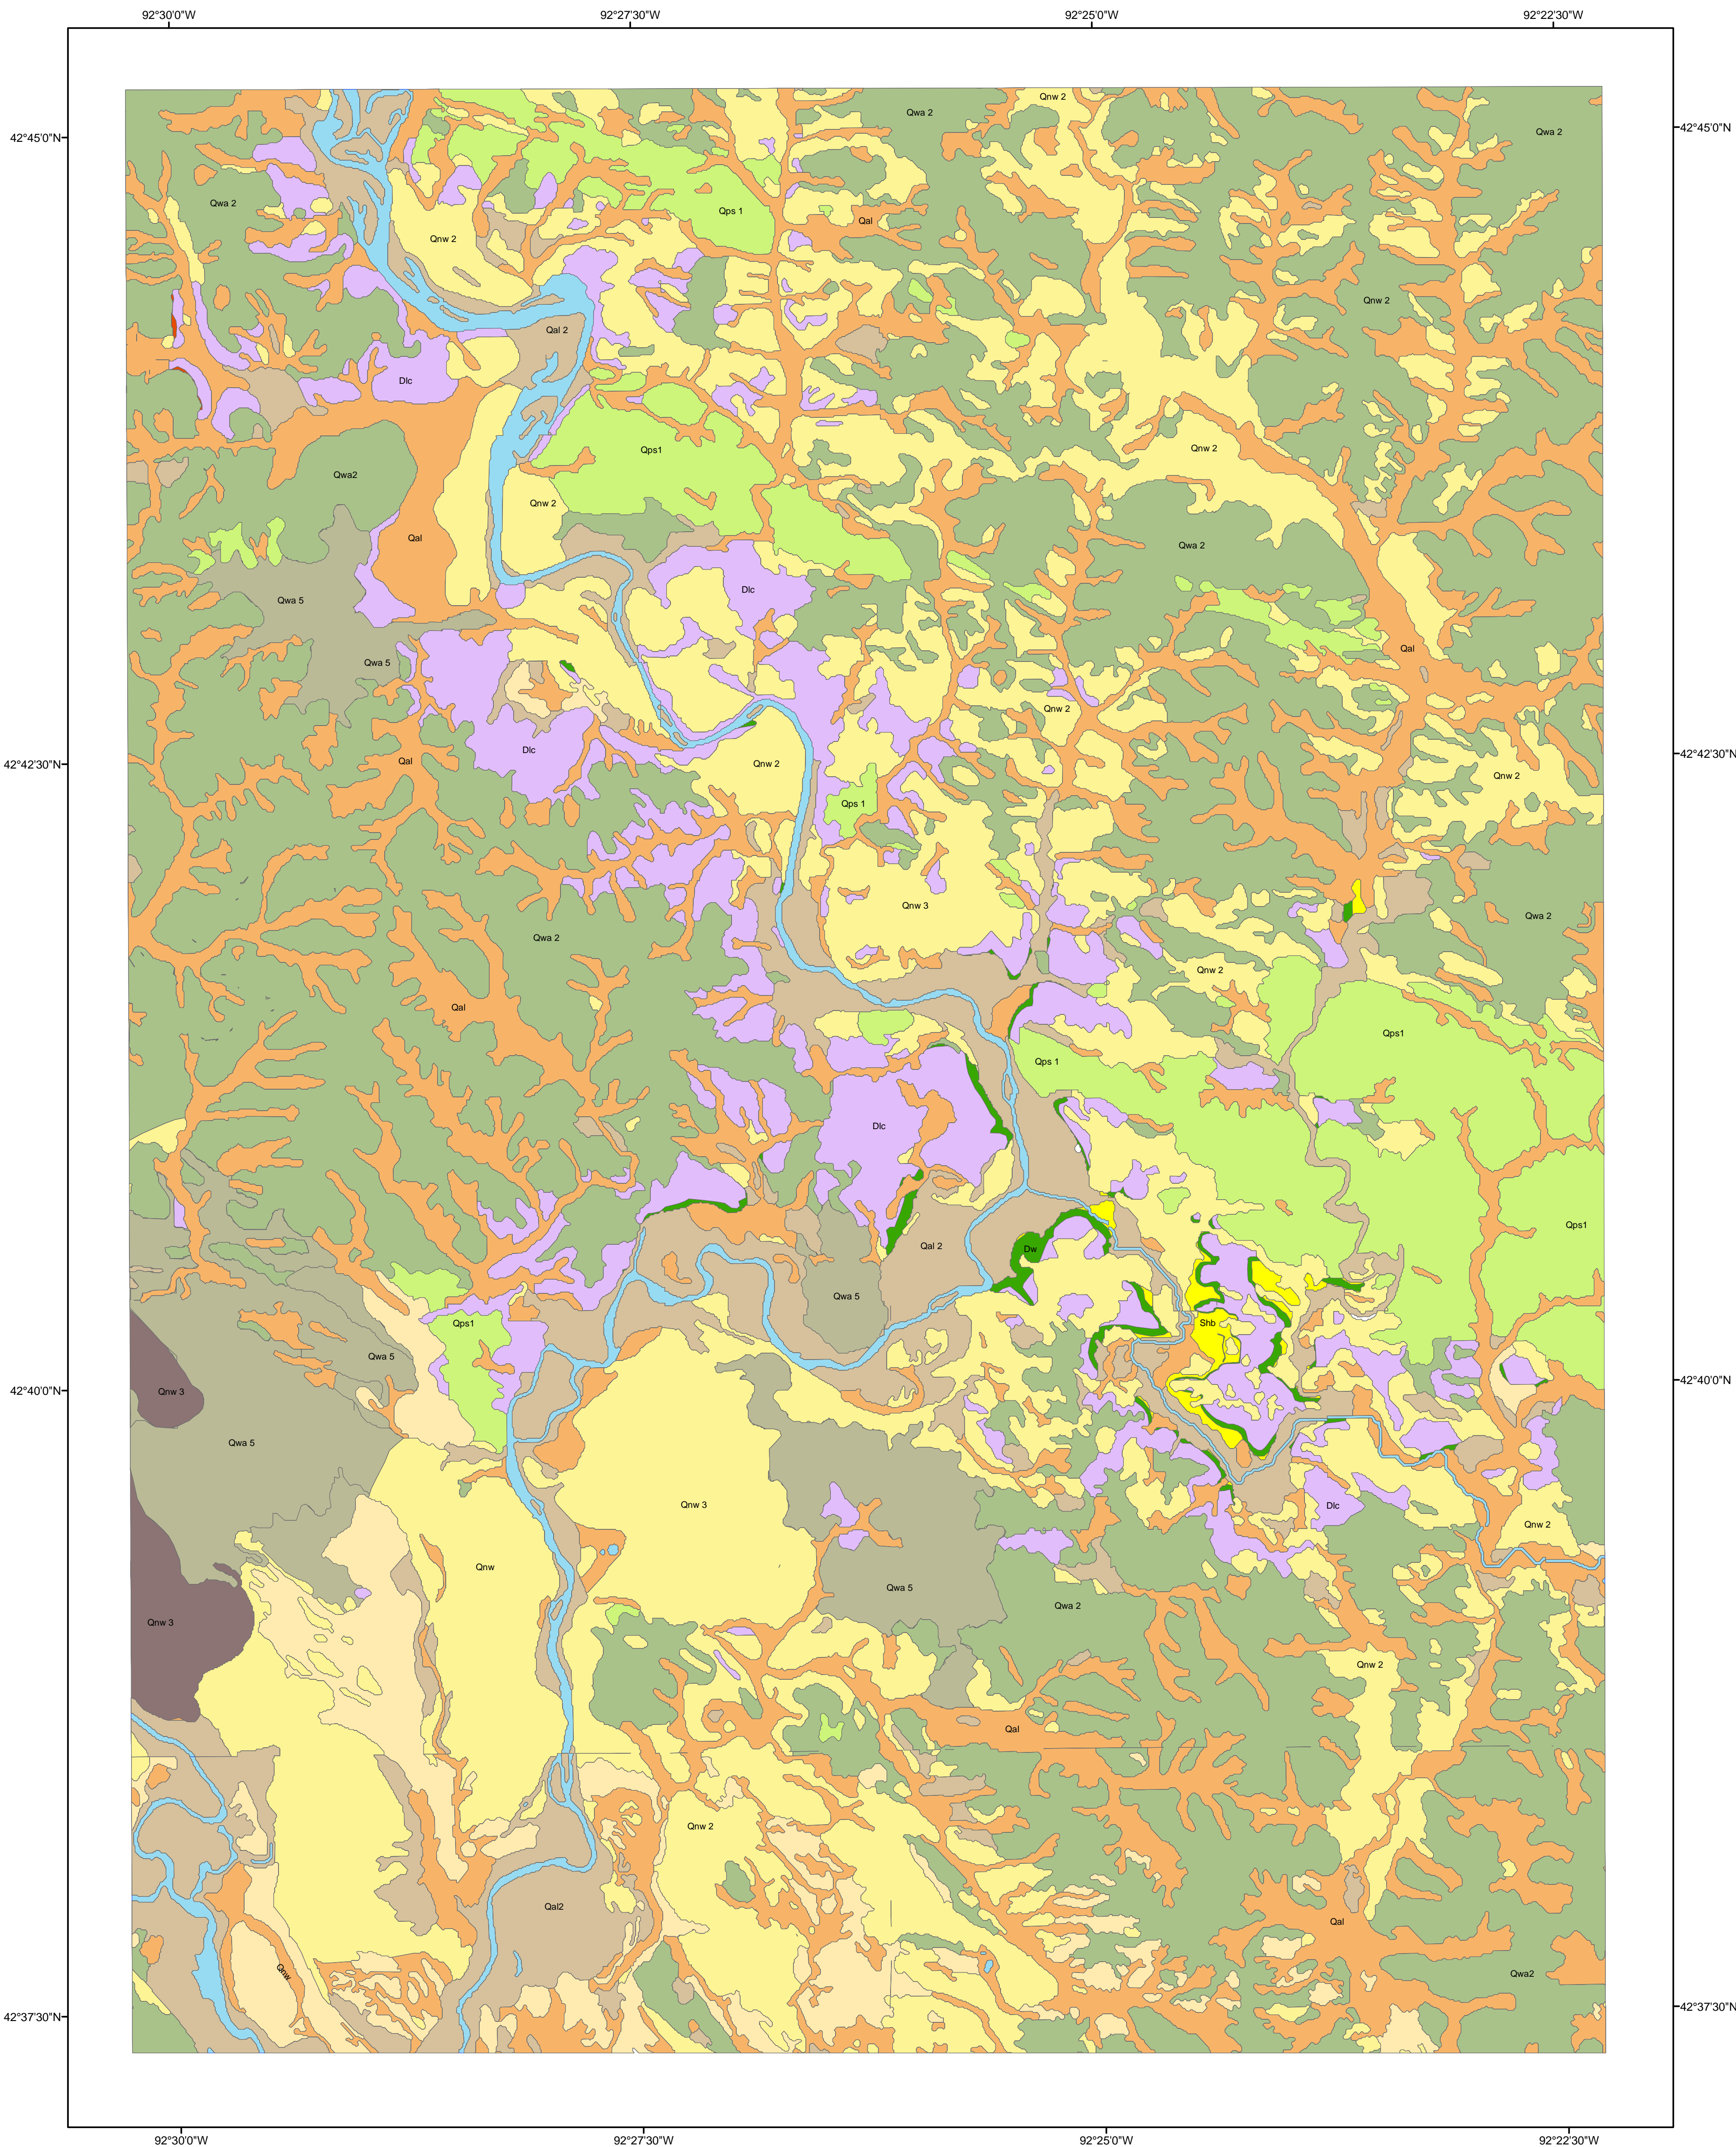 92°30'0"W 92°27'30"W 92°25'0"W 92°22'30"W
Qnw 2
Qwa 2
Qwa 2
42°45'0"N 42°45'0"N
Qwa 2
Qps 1
Qal
Qnw 2
Qnw 2
Qal 2
Dlc
Qnw 2
Qps1
Qwa2
Qnw 2
Qal
Qwa 2
Dlc
Qwa 5
Qal
Qwa 5
Qnw 2
Dlc
42°42'30"N 42°42'30"N
Qal
Qnw 2
Qnw 2
Qps 1
Qnw 3
Qwa 2
Qwa 2
Qnw 2
Qal
Qps1
Qps 1
Dlc
Qps1
Qal 2
Dw
Qwa 5
Qps1
Shb
Qwa 5
Qnw 3
42°40'0"N 42°40'0"N
Qwa 5
Qnw 3
Dlc
Qnw 2
Qnw
Qwa 5
Qwa 2
Qnw 3
Qnw 2
Qal
Qnw 2
Qal2
Qal
Qnw
Qwa2
42°37'30"N 42°37'30"N
92°30'0"W 92°27'30"W 92°25'0"W 92°22'30"W